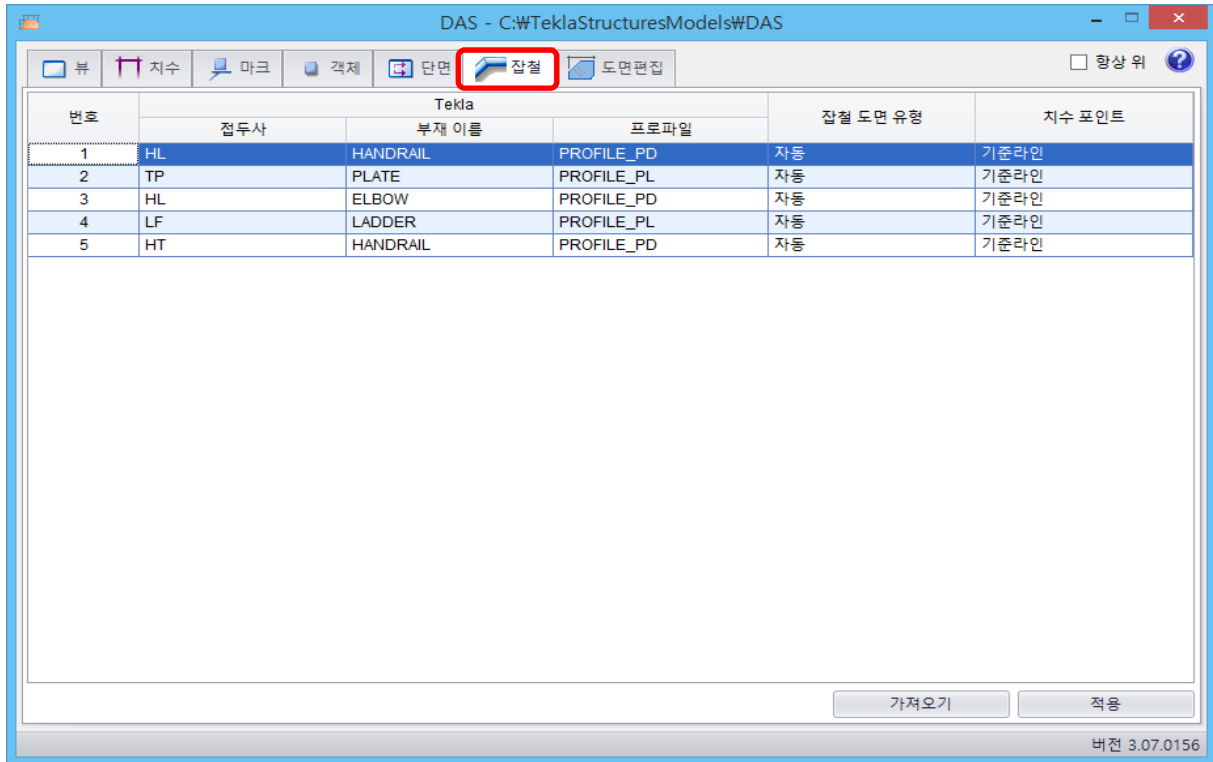 DAS - C:₩TeklaStructuresModels₩DAS
뷰 치수 마크 객체 단면 잡철 도면편집 항상 위
번호 Tekla 잡철 도면 유형 치수 포인트
접두사 부재 이름 프로파일
1 HL HANDRAIL PROFILE_PD 자동 기준라인
2 TP PLATE PROFILE_PL 자동 기준라인
3 HL ELBOW PROFILE_PD 자동 기준라인
4 LF LADDER PROFILE_PL 자동 기준라인
5 HT HANDRAIL PROFILE_PD 자동 기준라인
가져오기 적용
버전 3.07.0156